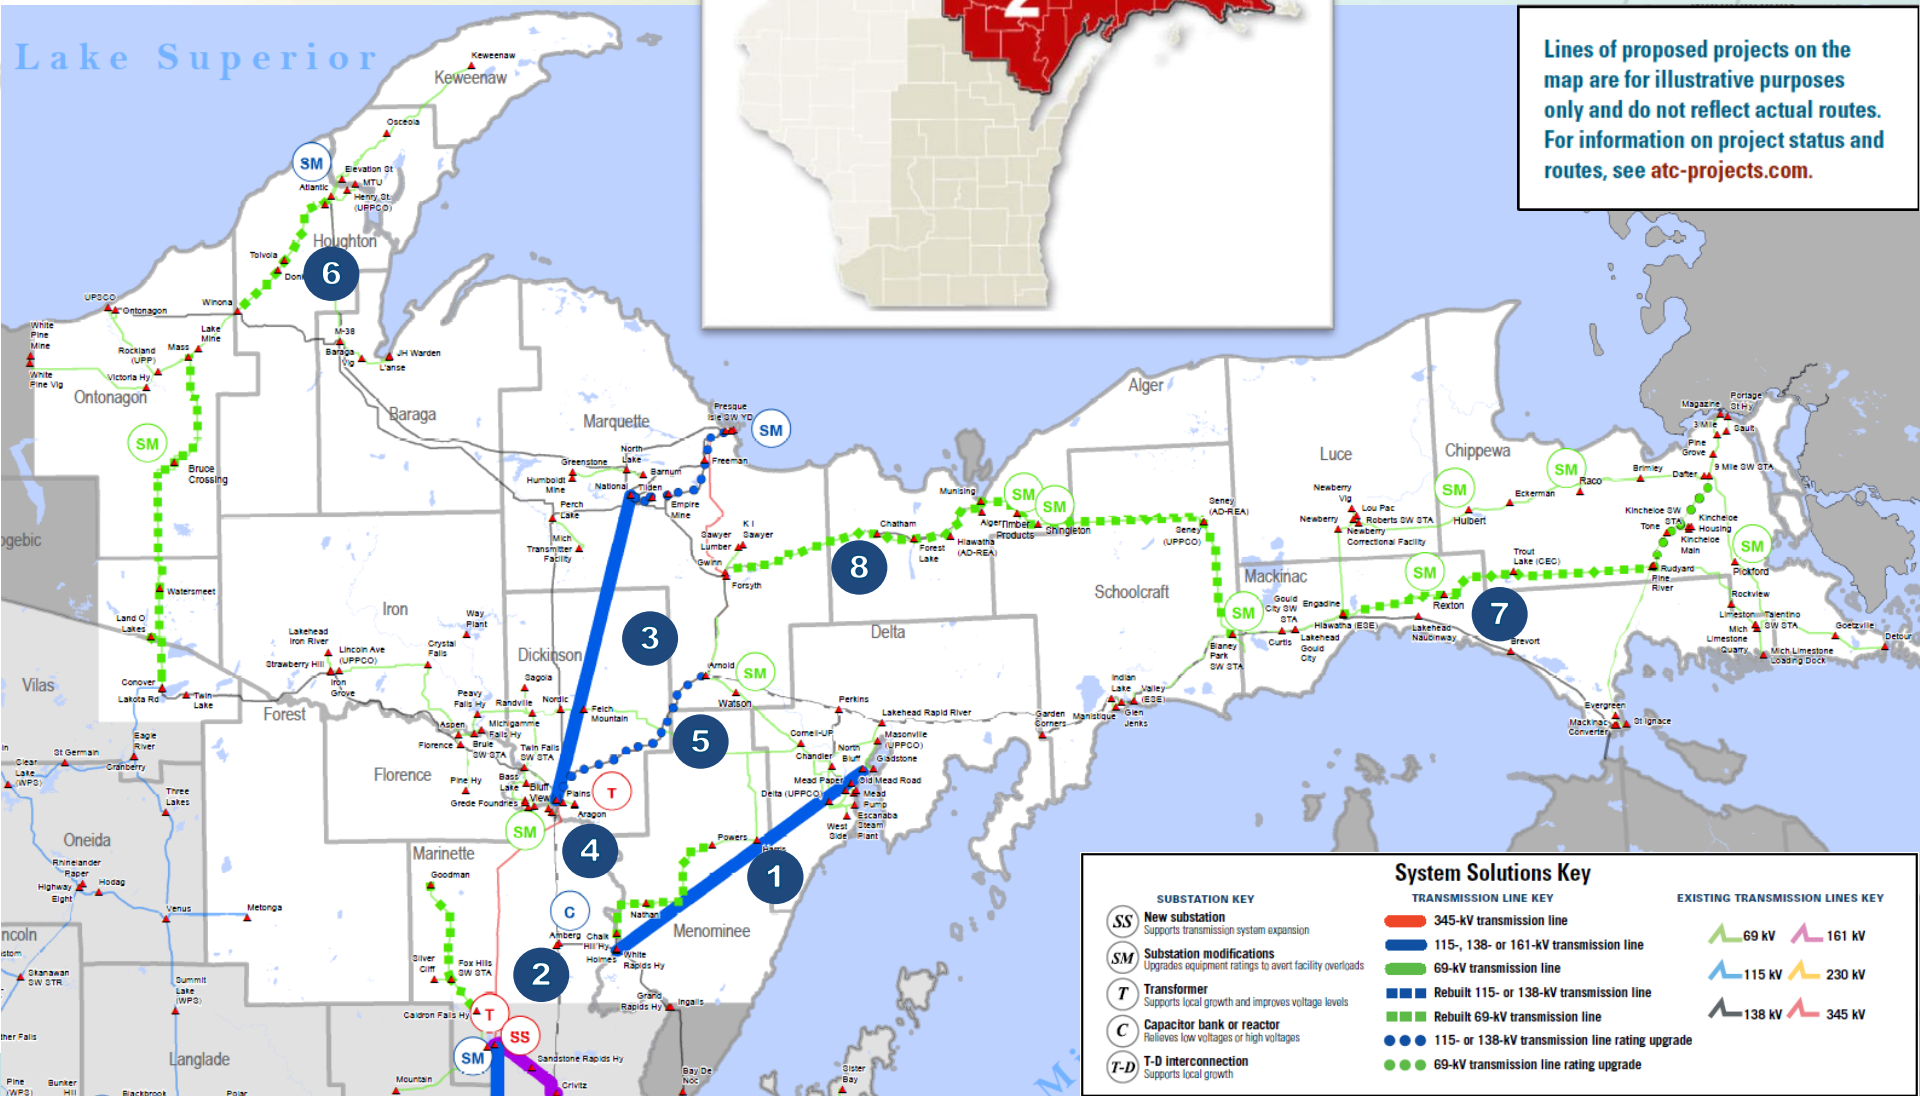 Lake Superior
Keweenaw
Keweenaw
Osceola
SM
Elevation St
MTU
Atlantic
Henry St.
(UPPCO)
Houghton
6
Tolvola
UPSCO
Ontonagon
Winona
White
Pine
Mine
White
Pine Vig
Lake
Mine
Mass
Rockland
(UPP)
Victoria Hy
Ontonagon
M-38
Baraga
Vig
JH Warden
L'anse
Baraga
SM
Bruce
Crossing
Watersmeet
Land O
Lakes
Conover
Lakota Rd
Twin
Lake
Vilas
Forest
Iron
Way
Plant
Lakehead
Iron River
Lincoln Ave
(UPPCO)
Strawberry Hill
Iron
Grove
Crystal
Falls
Marquette
Presque
Isle SW YD
SM
North
Lake
Greenstone
Barnum
Freeman
Humboldt
Mine
National
Tilden
Empire
Mine
Perch
Lake
Mich
Transmitter
Facility
K I
Sawyer
Sawyer
Lumber
Gwinn
Forsyth
3
Dickinson
Sagola
Randville
Nordic
Felch
Mountain
Peavy
Falls Hy
Michigamme
Falls Hy
Aspen
Florence
Brule
SW STA
Twin Falls
SW STA
Florence
Pine Hy
Bass
Lake
Bluff
View
Grede Foundries
Plains
Aragon
T
SM
4
Arnold
SM
Watson
5
Alger
Munising
SM
SM
Alger
Timber
Products
Shingleton
Chatham
Forest
Lake
Hiawatha
(AD-REA)
8
Seney
(AD-REA)
Seney
(UPPCO)
Schoolcraft
Delta
SM
Blaney
Park
SW STA
Perkins
Lakehead Rapid River
Cornell-UP
Masonville
(UPPCO)
North
Bluff
Chandler
Gladstone
Mead Paper
Old Mead Road
Delta (UPPCO)
Mead
Pump
Escanaba
Steam
Plant
West
Side
Garden
Corners
Indian
Lake
Valley
(ESE)
Manistique
Glen
Jenks
Luce
Chippewa
Newberry
Vig
Lou Pac
Roberts SW STA
Newberry
Newberry
Correctional Facility
SM
Hulbert
Eckerman
SM
Raco
Brimley
Magazine
Portage
St Hy
3 Mile
Sault
Pine
Grove
Dafter
9 Mile SW STA
Kincheloe SW
STA
Tone
Kincheloe
Housing
Kincheloe
Main
SM
Pickford
Rudyard
Pine
River
Trout
Lake (CEC)
SM
Rexton
7
Mackinac
Gould
City SW
STA
Engadine
Curtis
Lakehead
Gould
City
Hiawatha (ESE)
Lakehead
Naubinway
Brevort
Rockview
Limestone
Talentino
SW STA
Mich
Limestone
Quarry
Goetzville
Detour
Mich Limestone
Loading Dock
Evergreen
Mackinac
Converter
St Ignace
St Germain
Eagle
River
Cranberry
Clear
Lake
(WPS)
Three
Lakes
Oneida
Rhinelander
Paper
Highway
Eight
Hodag
Venus
Metonga
Skanawan
SW STR
Summit
Lake
(WPS)
Langlade
Pine
(WPS)
Bunker
Hill
Blackbrook
Polar
Mountain
Marinette
Goodman
Silver
Cliff
Fox Hills
SW STA
Caldron Falls Hy
T
SS
SM
Sandstone Rapids Hy
Crivitz
C
Amberg
2
Chalk
Hill Hy
Holmes
White
Rapids Hy
Nathan
Powers
Harris
1
Menominee
Grand
Rapids Hy
Ingalls
Bay De
Noc
Sister
Bay
Lines of proposed projects on the
map are for illustrative purposes
only and do not reflect actual routes.
For information on project status and
routes, see atc-projects.com.
System Solutions Key
SUBSTATION KEY
SS New substation
Supports transmission system expansion
SM Substation modifications
Upgrades equipment ratings to avert facility overloads
T Transformer
Supports local growth and improves voltage levels
C Capacitor bank or reactor
Relieves low voltages or high voltages
T-D T-D interconnection
Supports local growth
TRANSMISSION LINE KEY
345-kV transmission line
115-, 138- or 161-kV transmission line
69-kV transmission line
Rebuilt 115- or 138-kV transmission line
Rebuilt 69-kV transmission line
115- or 138-kV transmission line rating upgrade
69-kV transmission line rating upgrade
EXISTING TRANSMISSION LINES KEY
69 kV 161 kV
115 kV 230 kV
138 kV 345 kV